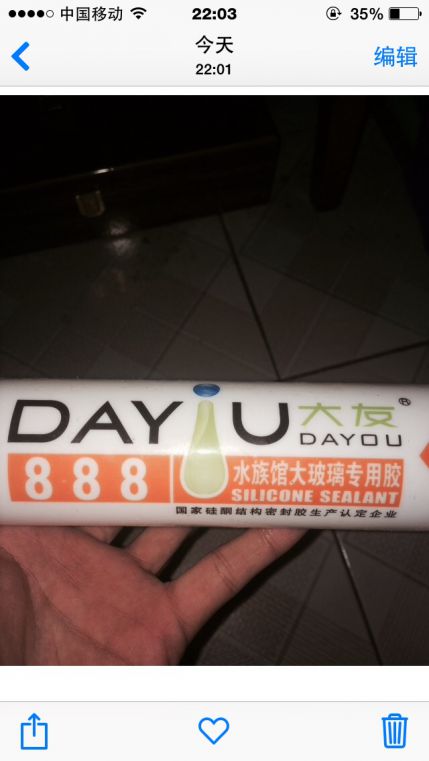 中国移动 22:03 35%
今天
22:01
编辑
DAY U 大友®
DAYOU
888 水族馆大玻璃专用胶
SILICONE SEALANT
国家硅酮结构密封胶生产认定企业